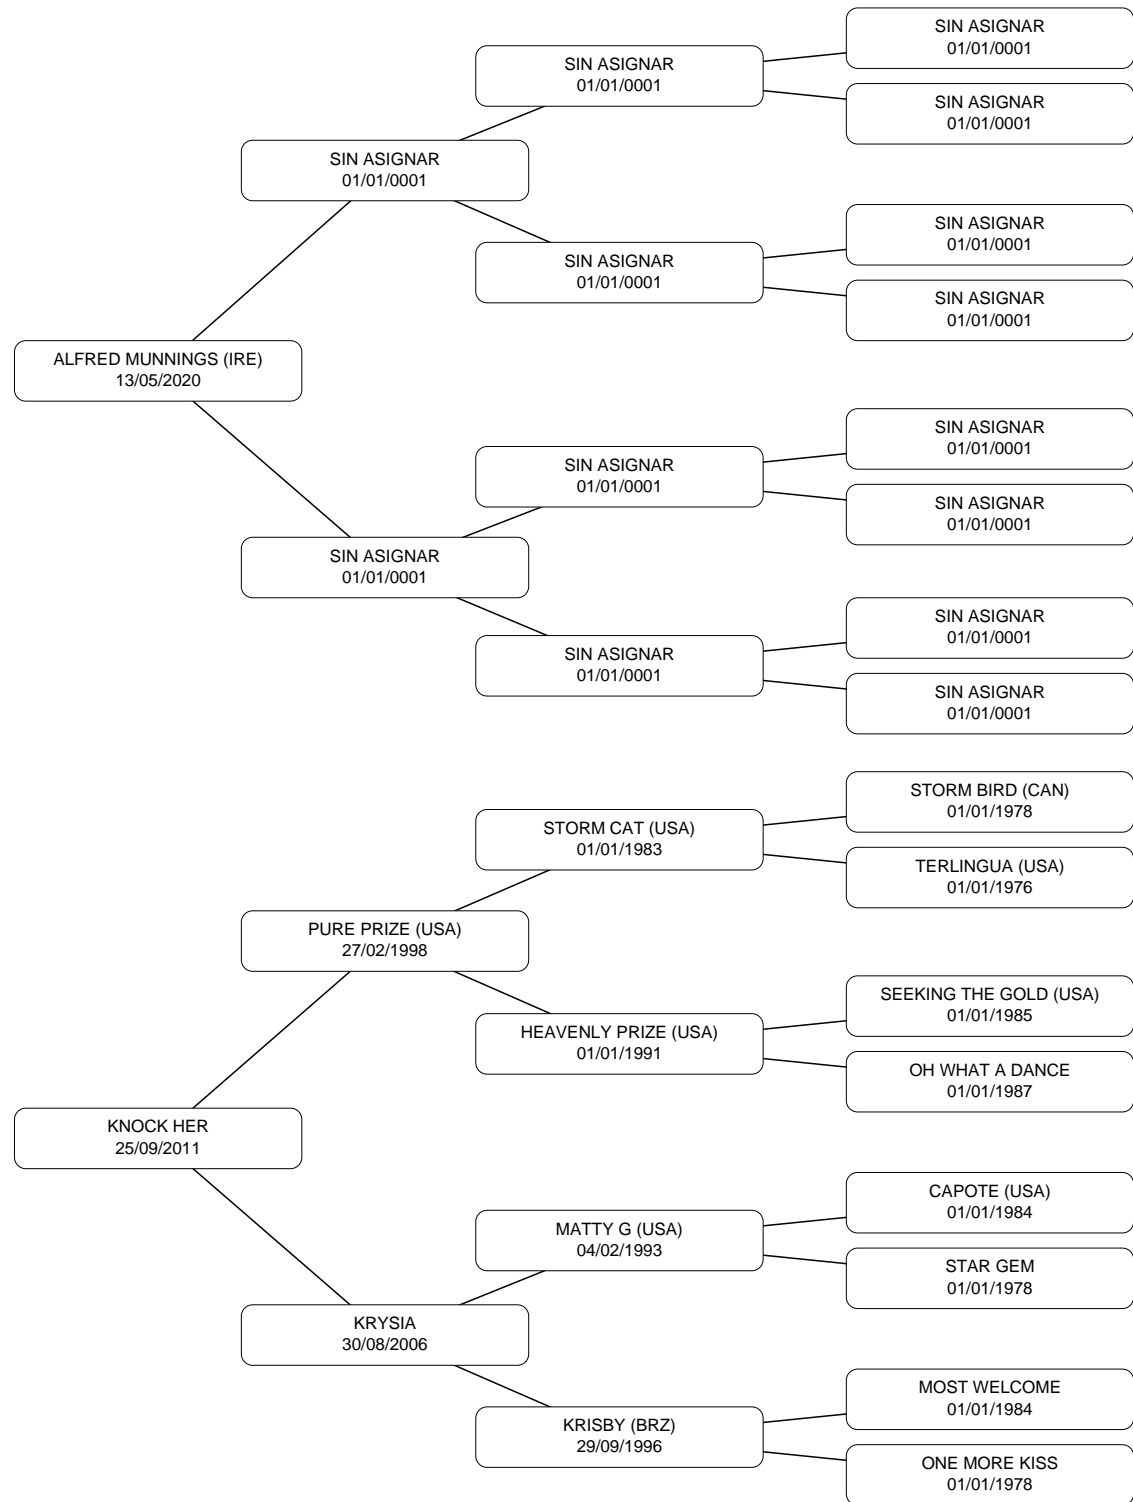 SIN ASIGNAR
01/01/0001
SIN ASIGNAR
01/01/0001
SIN ASIGNAR
01/01/0001
SIN ASIGNAR
01/01/0001
SIN ASIGNAR
01/01/0001
SIN ASIGNAR
01/01/0001
SIN ASIGNAR
01/01/0001
ALFRED MUNNINGS (IRE)
13/05/2020
SIN ASIGNAR
01/01/0001
SIN ASIGNAR
01/01/0001
SIN ASIGNAR
01/01/0001
SIN ASIGNAR
01/01/0001
SIN ASIGNAR
01/01/0001
SIN ASIGNAR
01/01/0001
SIN ASIGNAR
01/01/0001
STORM BIRD (CAN)
01/01/1978
STORM CAT (USA)
01/01/1983
TERLINGUA (USA)
01/01/1976
PURE PRIZE (USA)
27/02/1998
SEEKING THE GOLD (USA)
01/01/1985
HEAVENLY PRIZE (USA)
01/01/1991
OH WHAT A DANCE
01/01/1987
KNOCK HER
25/09/2011
CAPOTE (USA)
01/01/1984
MATTY G (USA)
04/02/1993
STAR GEM
01/01/1978
KRYSIA
30/08/2006
MOST WELCOME
01/01/1984
KRISBY (BRZ)
29/09/1996
ONE MORE KISS
01/01/1978